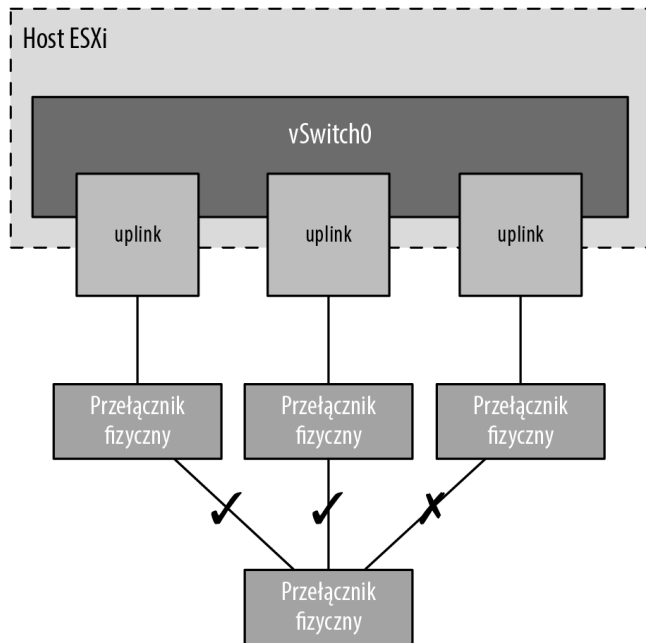 Host ESXi
vSwitch0
uplink
uplink
uplink
Przełącznik
fizyczny
Przełącznik
fizyczny
Przełącznik
fizyczny
Przełącznik
fizyczny